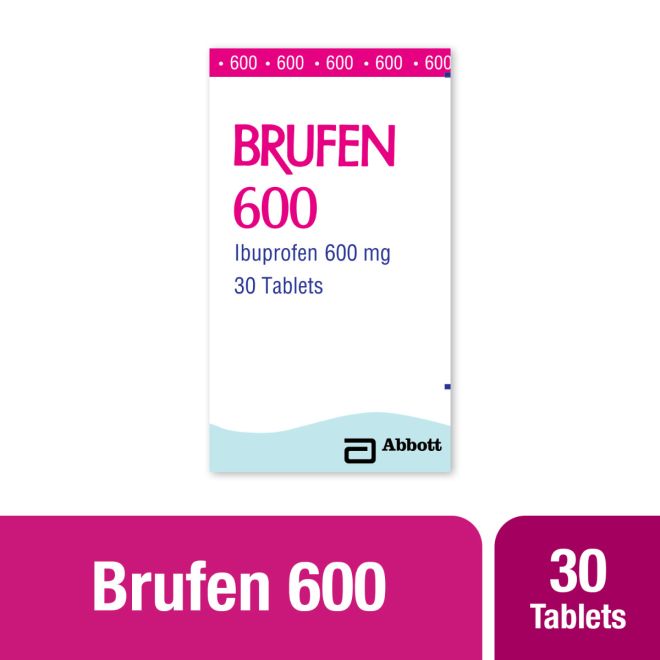 • 600 • 600 • 600 • 600 • 600
BRUFEN
600
Ibuprofen 600 mg
30 Tablets
Abbott
Brufen 600
30
Tablets